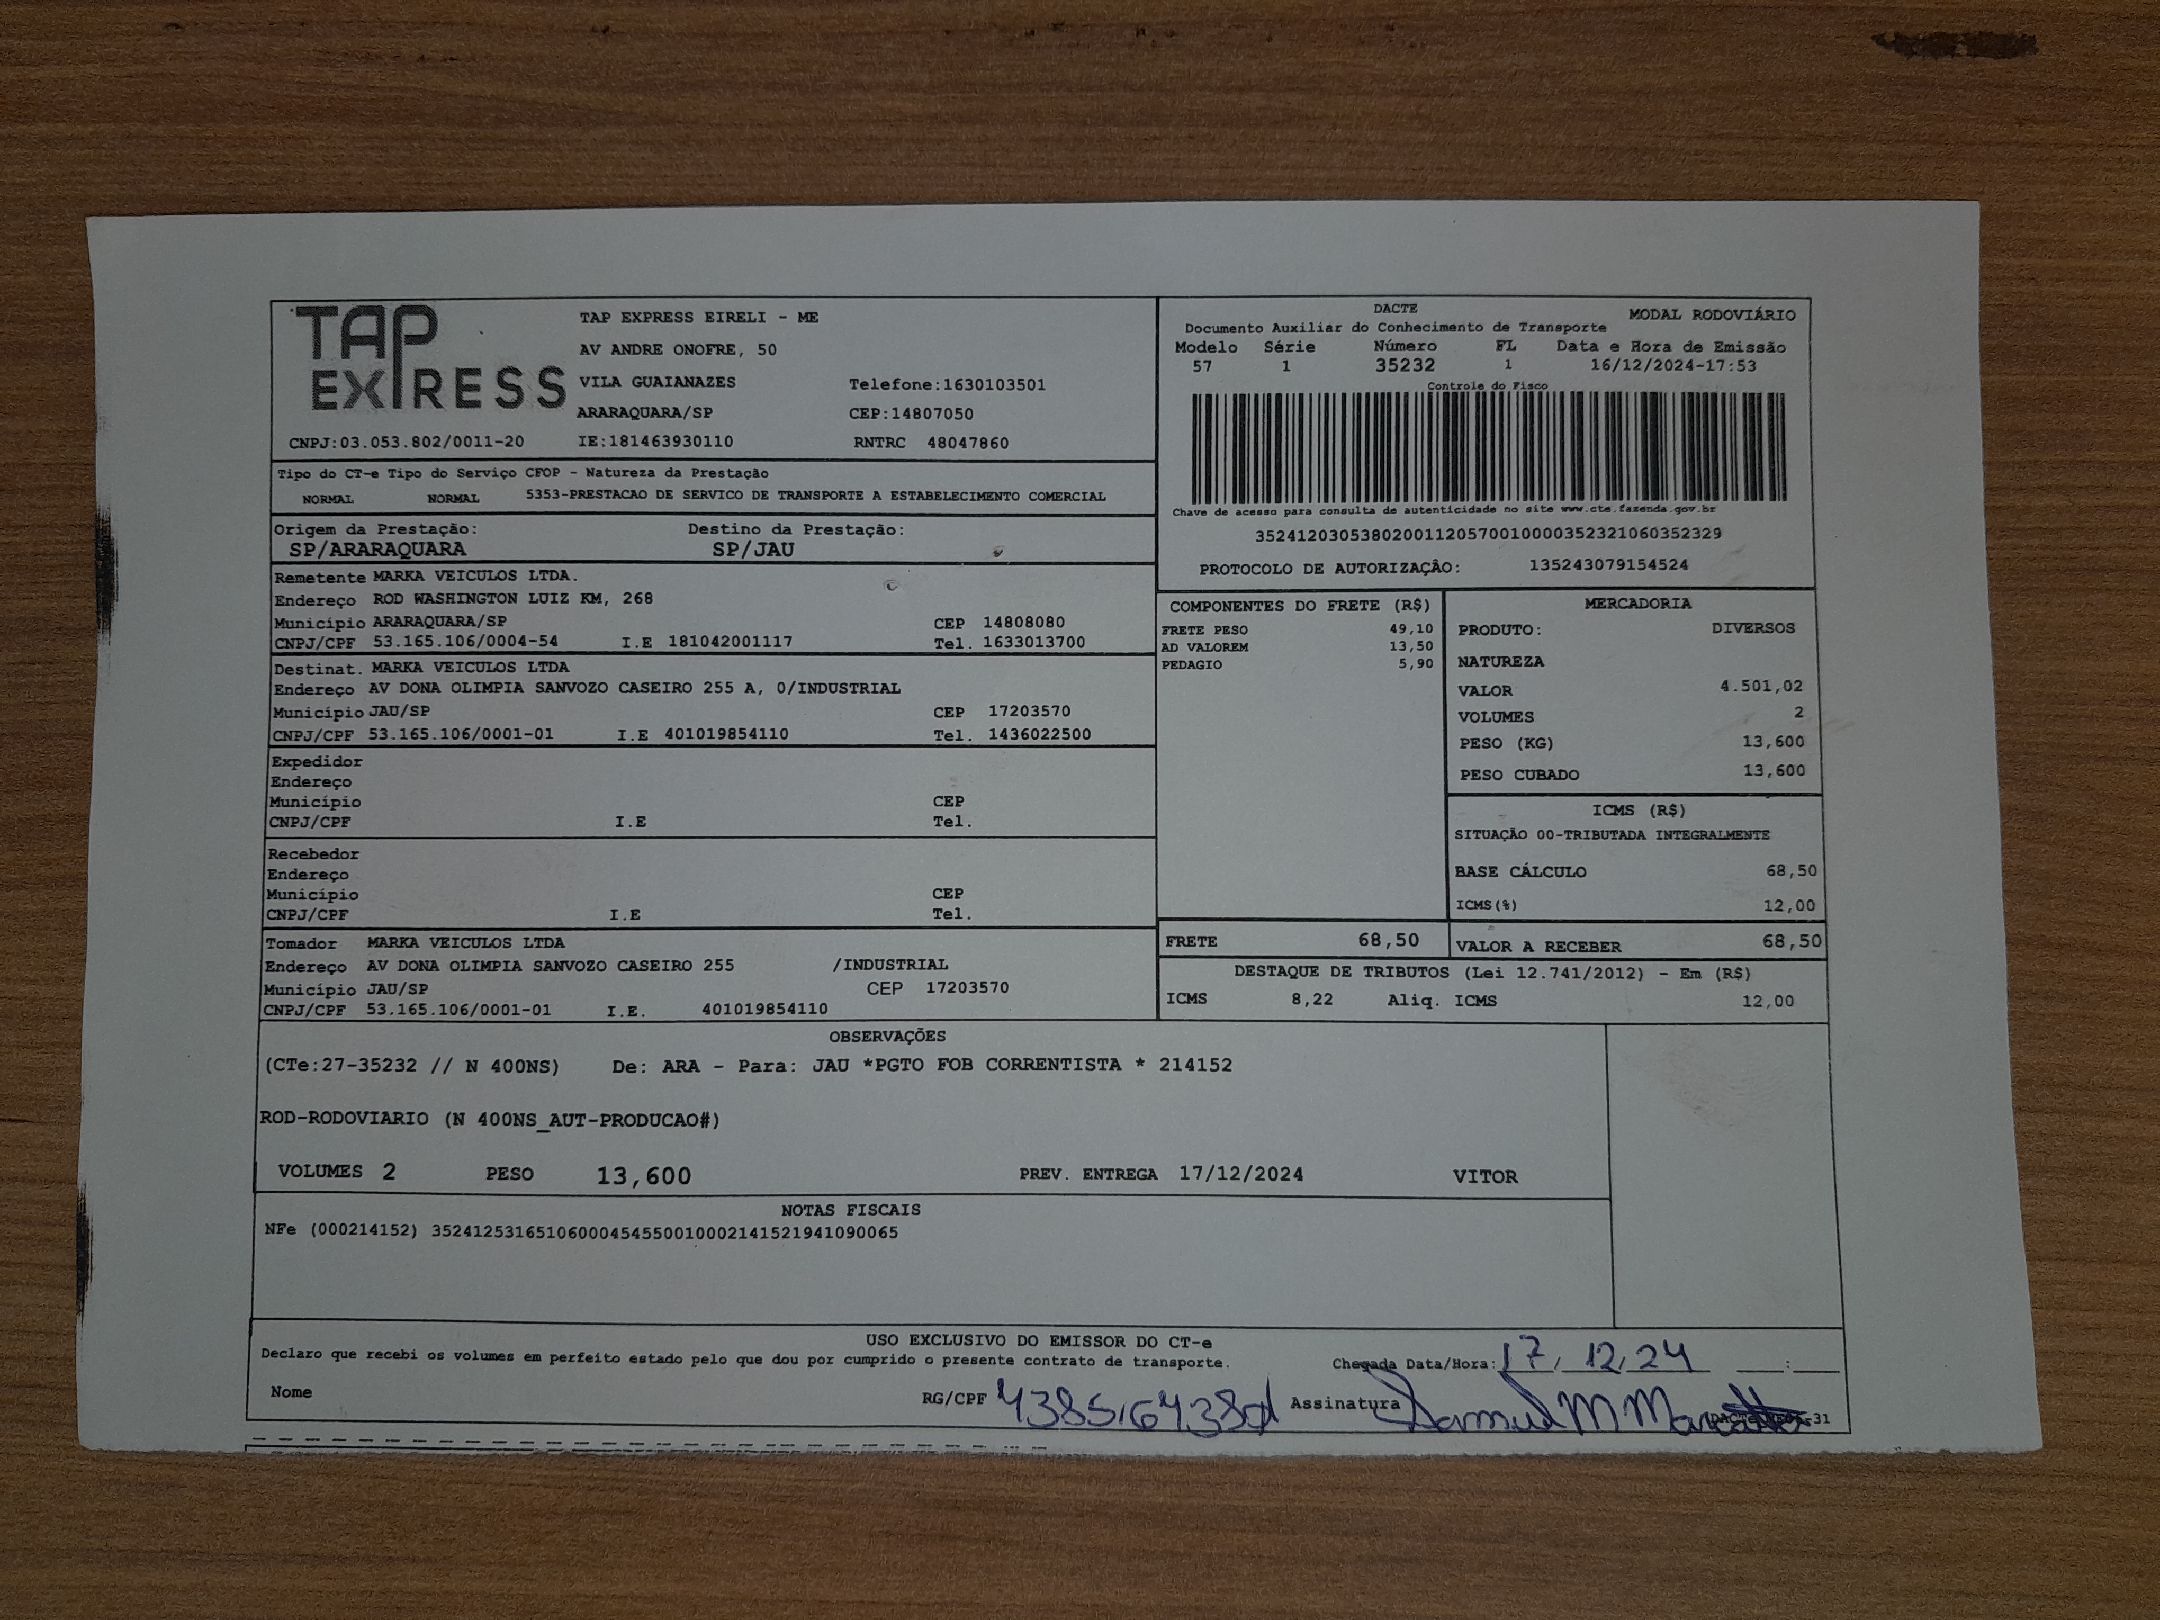 TAP EXPRESS
TAP EXPRESS EIRELI - ME
AV ANDRE ONOFRE, 50
VILA GUAIANAZES Telefone:1630103501
ARARAQUARA/SP CEP:14807050
CNPJ:03.053.802/0011-20 IE:181463930110 RNTRC 48047860
DACTE MODAL RODOVIÁRIO
Documento Auxiliar do Conhecimento de Transporte
Modelo Série Número FL Data e Hora de Emissão
57 1 35232 1 16/12/2024-17:53
Controle do Fisco
Chave de acesso para consulta de autenticidade no site www.cte.fazenda.gov.br
35241203053802001120570010000352321060352329
PROTOCOLO DE AUTORIZAÇÃO: 135243079154524
Tipo do CT-e Tipo do Serviço CFOP - Natureza da Prestação
NORMAL NORMAL 5353-PRESTACAO DE SERVICO DE TRANSPORTE A ESTABELECIMENTO COMERCIAL
Origem da Prestação: Destino da Prestação:
SP/ARARAQUARA SP/JAU
Remetente MARKA VEICULOS LTDA.
Endereço ROD WASHINGTON LUIZ KM, 268
Município ARARAQUARA/SP CEP 14808080
CNPJ/CPF 53.165.106/0004-54 I.E 181042001117 Tel. 1633013700
Destinat. MARKA VEICULOS LTDA
Endereço AV DONA OLIMPIA SANVOZO CASEIRO 255 A, 0/INDUSTRIAL
Município JAU/SP CEP 17203570
CNPJ/CPF 53.165.106/0001-01 I.E 401019854110 Tel. 1436022500
Expedidor
Endereço
Município CEP
CNPJ/CPF I.E Tel.
Recebedor
Endereço
Município CEP
CNPJ/CPF I.E Tel.
Tomador MARKA VEICULOS LTDA
Endereço AV DONA OLIMPIA SANVOZO CASEIRO 255 /INDUSTRIAL
Município JAU/SP CEP 17203570
CNPJ/CPF 53.165.106/0001-01 I.E. 401019854110
COMPONENTES DO FRETE (R$)
FRETE PESO 49,10
AD VALOREM 13,50
PEDAGIO 5,90
MERCADORIA
PRODUTO: DIVERSOS
NATUREZA
VALOR 4.501,02
VOLUMES 2
PESO (KG) 13,600
PESO CUBADO 13,600
ICMS (R$)
SITUAÇÃO 00-TRIBUTADA INTEGRALMENTE
BASE CÁLCULO 68,50
ICMS(%) 12,00
FRETE 68,50 VALOR A RECEBER 68,50
DESTAQUE DE TRIBUTOS (Lei 12.741/2012) - Em (R$)
ICMS 8,22 Aliq. ICMS 12,00
OBSERVAÇÕES
(CTe:27-35232 // N 400NS) De: ARA - Para: JAU *PGTO FOB CORRENTISTA * 214152
ROD-RODOVIARIO (N 400NS_AUT-PRODUCAO#)
VOLUMES 2 PESO 13,600 PREV. ENTREGA 17/12/2024 VITOR
NOTAS FISCAIS
NFe (000214152) 35241253165106000454550010002141521941090065
USO EXCLUSIVO DO EMISSOR DO CT-e
Declaro que recebi os volumes em perfeito estado pelo que dou por cumprido o presente contrato de transporte. Chegada Data/Hora: 17, 12, 24 :
Nome RG/CPF Assinatura Samuel M